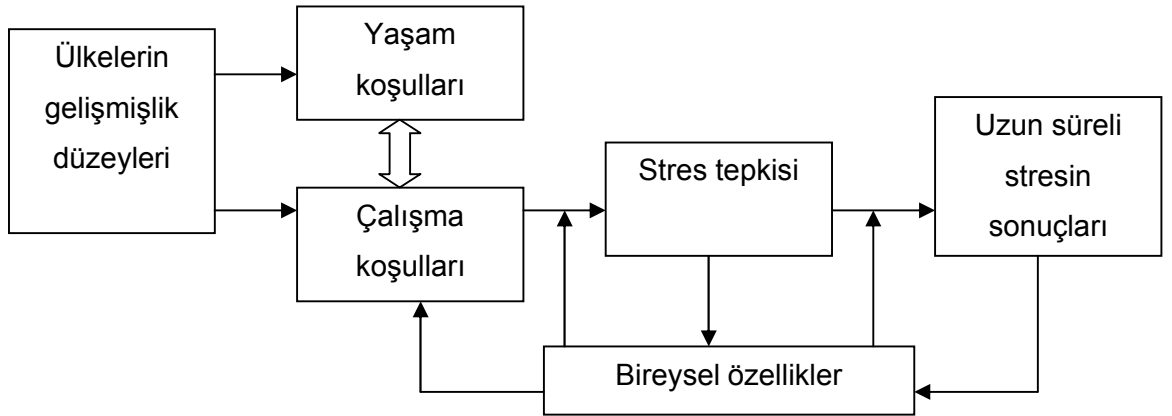 Ülkelerin
gelişmişlik
düzeyleri
Yaşam
koşulları
Çalışma
koşulları
Stres tepkisi
Uzun süreli
stresin
sonuçları
Bireysel özellikler